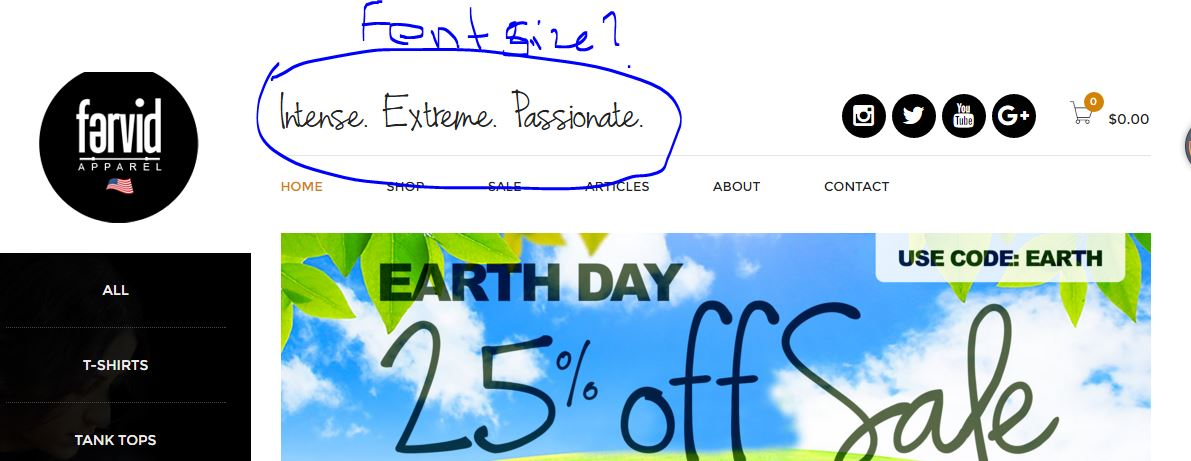 Font size?
fərvid
APPAREL
Intense. Extreme. Passionate.
You
Tube
G+
0
$0.00
HOME SHOP SALE ARTICLES ABOUT CONTACT
ALL
T-SHIRTS
TANK TOPS
USE CODE: EARTH
EARTH DAY
25% off Sale